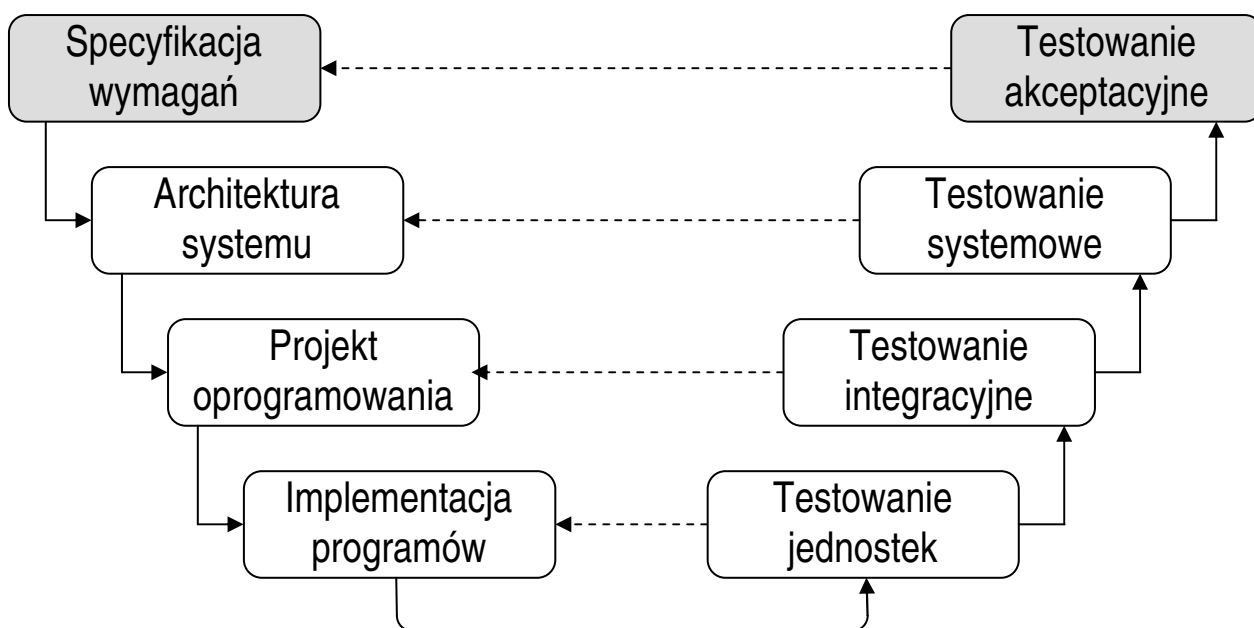 Specyfikacja
wymagań
Testowanie
akceptacyjne
Architektura
systemu
Testowanie
systemowe
Projekt
oprogramowania
Testowanie
integracyjne
Implementacja
programów
Testowanie
jednostek